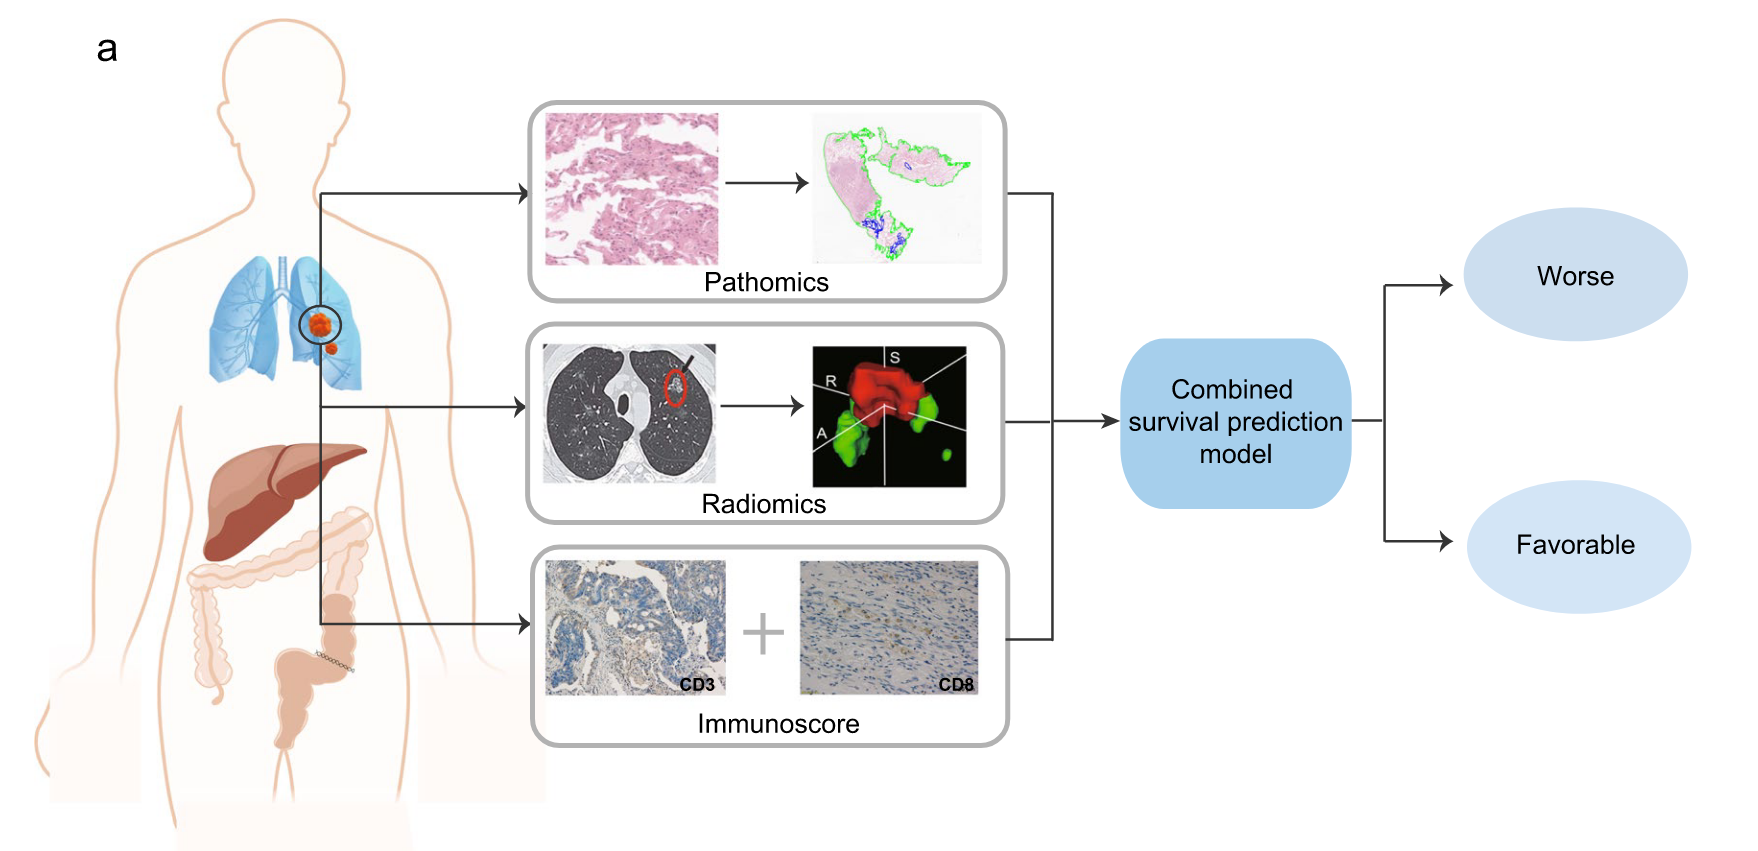 a
Pathomics
S
R
A
Radiomics
CD3
CD8
Immunoscore
Combined
survival prediction
model
Worse
Favorable